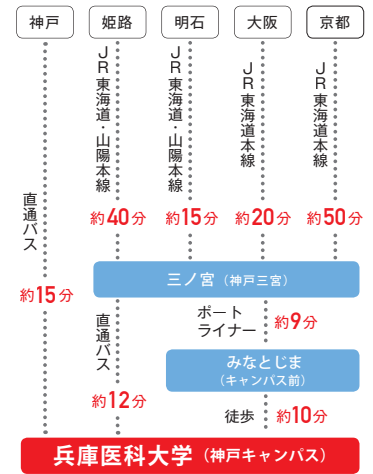 神戸
姫路
明石
大阪
京都
JR東海道・山陽本線
JR東海道・山陽本線
JR東海道本線
JR東海道本線
直通バス
約40分
約15分
約20分
約50分
三ノ宮（神戸三宮）
約15分
直通バス
ポート
ライナー
約9分
みなとじま
（キャンパス前）
約12分
徒歩
約10分
兵庫医科大学（神戸キャンパス）